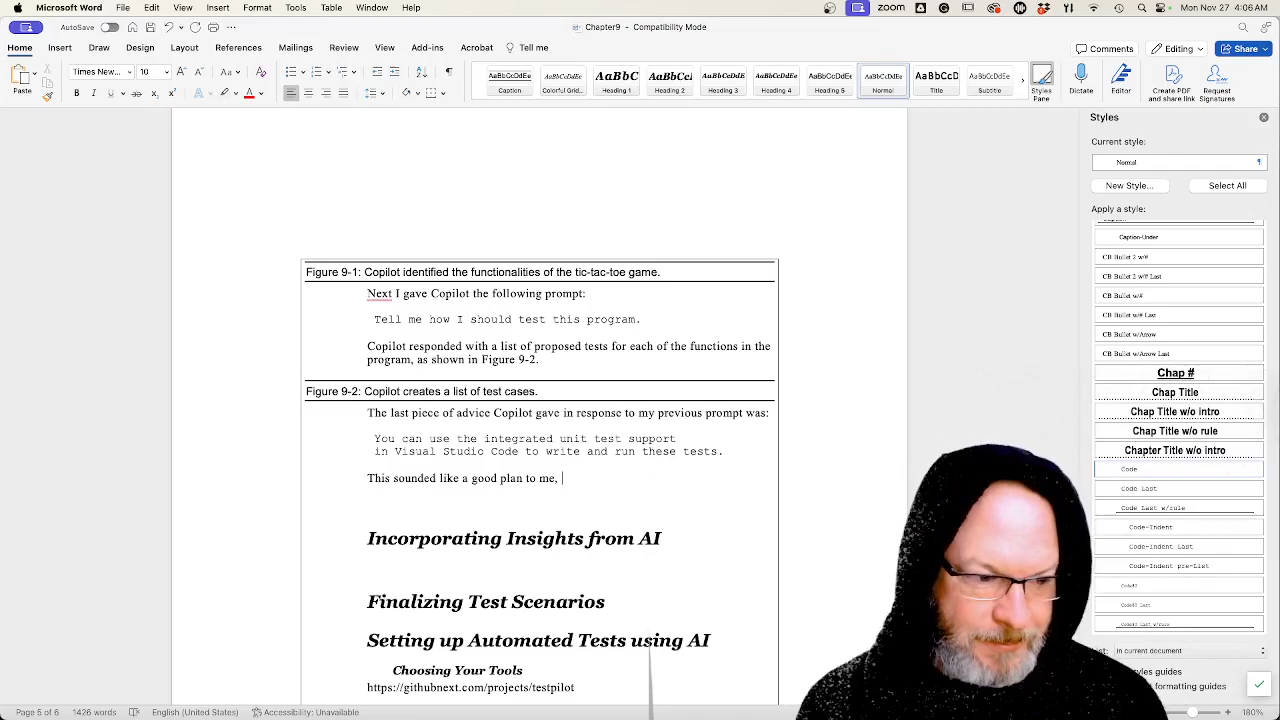 Word File Edit View Insert Format Tools Table Window Help
ZOOM
Mon Nov 27
AM
AutoSave
Chapter9 - Compatibility Mode
Home Insert Draw Design Layout References Mailings Review View Add-ins Acrobat Tell me
Comments Editing Share
Paste
Times New... 10
AaBbCcDdEe Caption
AaBbCcDdEe Colorful Grid...
AaBbC Heading 1
AaBbCcI Heading 2
AaBbCcDdE Heading 3
AaBbCcDdEe Heading 4
AaBbCcDdEe Heading 5
AaBbCcDdEe Normal
AaBbCcD Title
AaBbCcDdEe Subtitle
Styles Pane
Dictate
Editor
Create PDF and share link
Request Signatures
Figure 9-1: Copilot identified the functionalities of the tic-tac-toe game.
Next I gave Copilot the following prompt:
Tell me how I should test this program.
Copilot responded with a list of proposed tests for each of the functions in the
program, as shown in Figure 9-2.
Figure 9-2: Copilot creates a list of test cases.
The last piece of advice Copilot gave in response to my previous prompt was:
You can use the integrated unit test support
in Visual Studio Code to write and run these tests.
This sounded like a good plan to me,
Incorporating Insights from AI
Finalizing Test Scenarios
Setting up Automated Tests using AI
Choosing Your Tools
https://githubnext.com/projects/testpilot
Styles
Current style:
Normal
New Style... Select All
Apply a style:
Caption-Under
CB Bullet 2 w/#
CB Bullet 2 w/# Last
CB Bullet w/#
CB Bullet w/# Last
CB Bullet w/Arrow
CB Bullet w/Arrow Last
Chap #
Chap Title
Chap Title w/o intro
Chap Title w/o rule
Chapter Title w/o intro
Code
Code Last
Code Last w/rule
Code-Indent
Code-Indent Last
Code-Indent pre-List
Code80
Code80 Last
Code80 Last w/rule
In current document
styles guides
formatting guides
Page 5 of 6 1426 words English (United States) Accessibility: Unavailable
180%